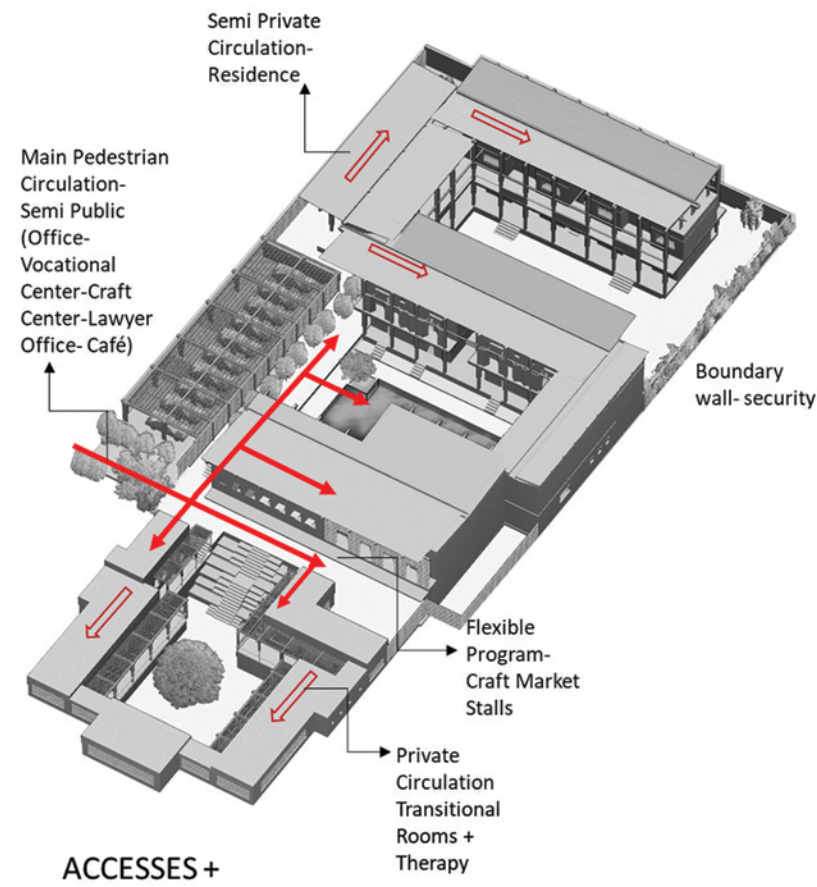 Semi Private
Circulation-
Residence
Main Pedestrian
Circulation-
Semi Public
(Office-
Vocational
Center-Craft
Center-Lawyer
Office- Café)
Boundary
wall- security
Flexible
Program-
Craft Market
Stalls
Private
Circulation
Transitional
Rooms +
Therapy
ACCESSES +